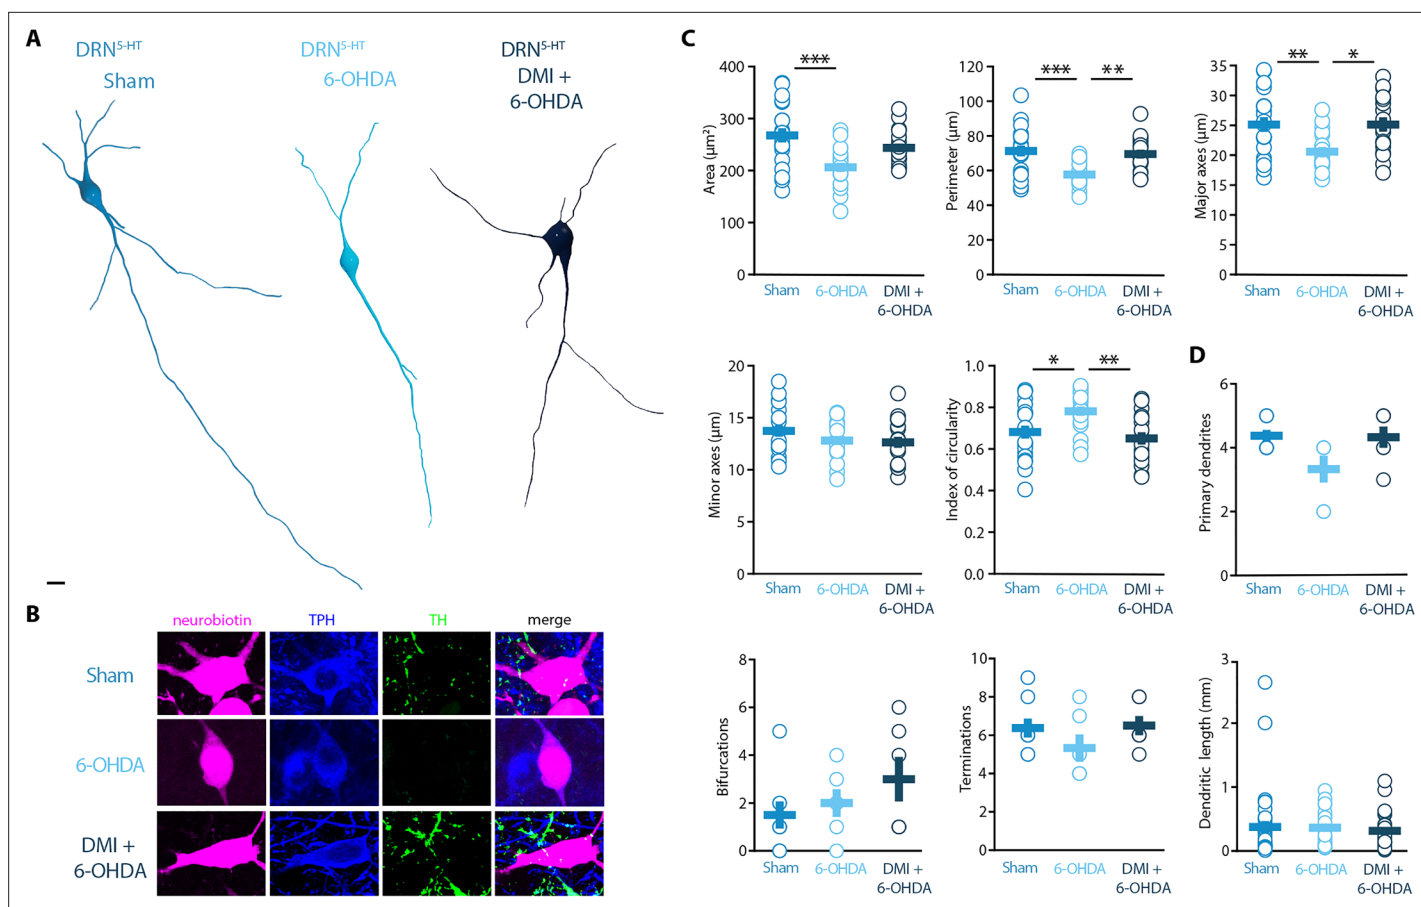 A
DRN5-HT
Sham
DRN5-HT
6-OHDA
DRN5-HT
DMI +
6-OHDA
B
neurobiotin
TPH
TH
merge
Sham
6-OHDA
DMI +
6-OHDA
C
***
Area (µm²)
400
300
200
100
0
Sham
6-OHDA
DMI +
6-OHDA
***
**
Perimeter (µm)
120
100
80
60
40
20
0
Sham
6-OHDA
DMI +
6-OHDA
**
*
Major axes (µm)
35
30
25
20
15
10
5
0
Sham
6-OHDA
DMI +
6-OHDA
Minor axes (µm)
20
15
10
5
0
Sham
6-OHDA
DMI +
6-OHDA
*
**
Index of circularity
1.0
0.8
0.6
0.4
0.2
0.0
Sham
6-OHDA
DMI +
6-OHDA
D
Primary dendrites
6
4
2
0
Sham
6-OHDA
DMI +
6-OHDA
Bifurcations
8
6
4
2
0
Sham
6-OHDA
DMI +
6-OHDA
Terminations
10
8
6
4
2
0
Sham
6-OHDA
DMI +
6-OHDA
Dendritic length (mm)
3
2
1
0
Sham
6-OHDA
DMI +
6-OHDA